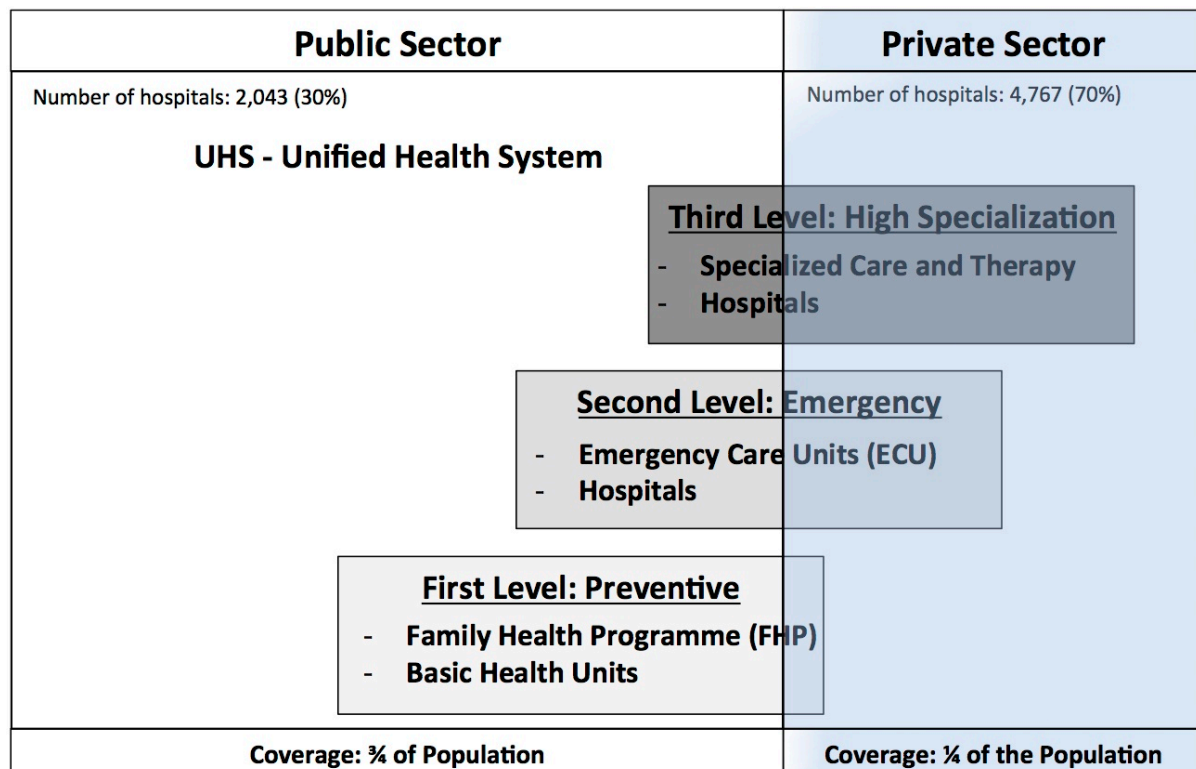 Public Sector
Private Sector
Number of hospitals: 2,043 (30%)
Number of hospitals: 4,767 (70%)
UHS - Unified Health System
Third Level: High Specialization
- Specialized Care and Therapy
- Hospitals
Second Level: Emergency
- Emergency Care Units (ECU)
- Hospitals
First Level: Preventive
- Family Health Programme (FHP)
- Basic Health Units
Coverage: ¾ of Population
Coverage: ¼ of the Population